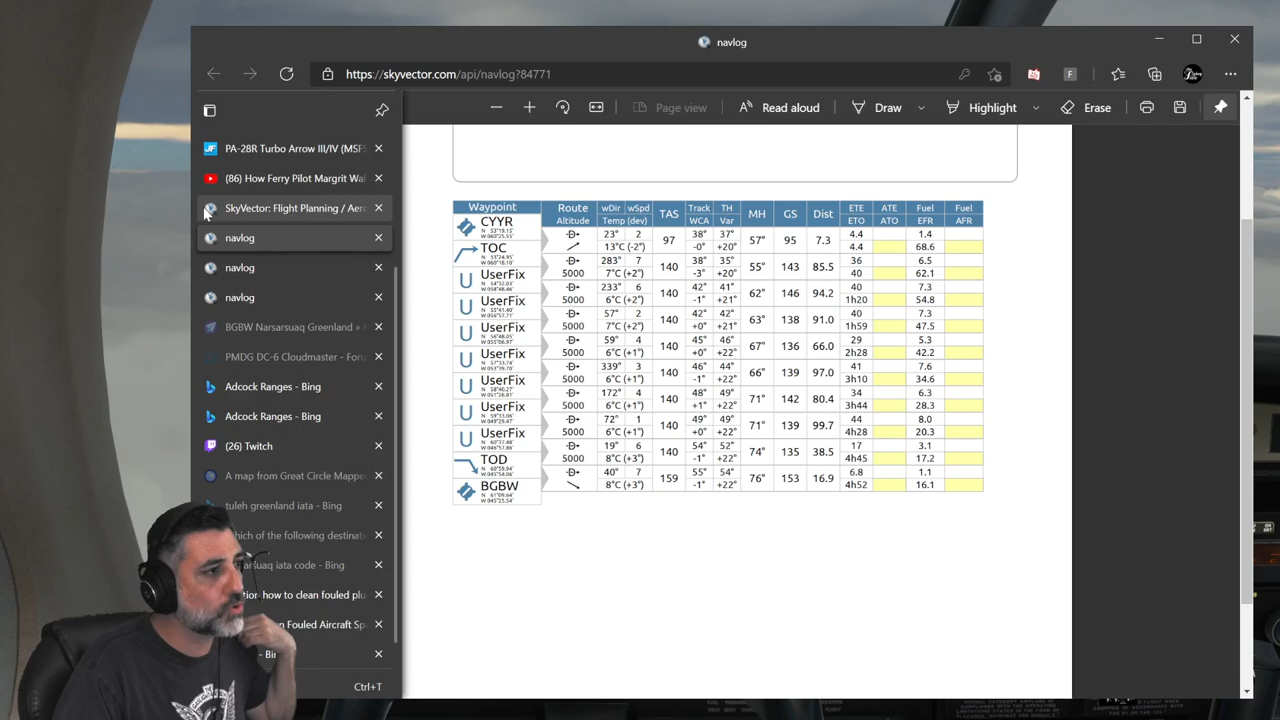 navlog
https://skyvector.com/api/navlog?84771
Page view
Read aloud
Draw
Highlight
Erase
PA-28R Turbo Arrow III/IV (MSFS
(86) How Ferry Pilot Margrit Wal
SkyVector: Flight Planning / Aer
navlog
navlog
navlog
BGBW Narsarsuaq Greenland »
PMDG DC-6 Cloudmaster - Foru
Adcock Ranges - Bing
Adcock Ranges - Bing
(26) Twitch
A map from Great Circle Mappe
tuleh greenland iata - Bing
hich of the following destinat
arsuaq iata code - Bing
tion: how to clean fouled plu
n Fouled Aircraft Sp
- Bi
Ctrl+T
Waypoint Route wDir wSpd TAS Track TH MH GS Dist ETE ATE Fuel Fuel
Altitude Temp (dev) WCA Var ETO ATO EFR AFR
CYYR -D+ 23° 2 97 38° 37° 57° 95 7.3 4.4 1.4
13°C (-2°) -0° +20° 4.4 68.6
TOC -D+ 283° 7 140 38° 35° 55° 143 85.5 36 6.5
5000 7°C (+2°) -3° +20° 40 62.1
UserFix -D+ 233° 6 140 42° 41° 62° 146 94.2 40 7.3
5000 6°C (+2°) -1° +21° 1h20 54.8
UserFix -D+ 57° 2 140 42° 42° 63° 138 91.0 40 7.3
5000 7°C (+2°) +0° +21° 1h59 47.5
UserFix -D+ 59° 4 140 45° 46° 67° 136 66.0 29 5.3
5000 6°C (+1°) +0° +22° 2h28 42.2
UserFix -D+ 339° 3 140 46° 44° 66° 139 97.0 41 7.6
5000 6°C (+1°) -1° +22° 3h10 34.6
UserFix -D+ 172° 4 140 48° 49° 71° 142 80.4 34 6.3
5000 6°C (+1°) +1° +22° 3h44 28.3
UserFix -D+ 72° 1 140 49° 49° 71° 139 99.7 44 8.0
5000 6°C (+1°) +0° +22° 4h28 20.3
UserFix -D+ 19° 6 140 54° 52° 74° 135 38.5 17 3.1
5000 8°C (+3°) -1° +22° 4h45 17.2
TOD -D+ 40° 7 159 55° 54° 76° 153 16.9 6.8 1.1
8°C (+3°) -1° +22° 4h52 16.1
BGBW